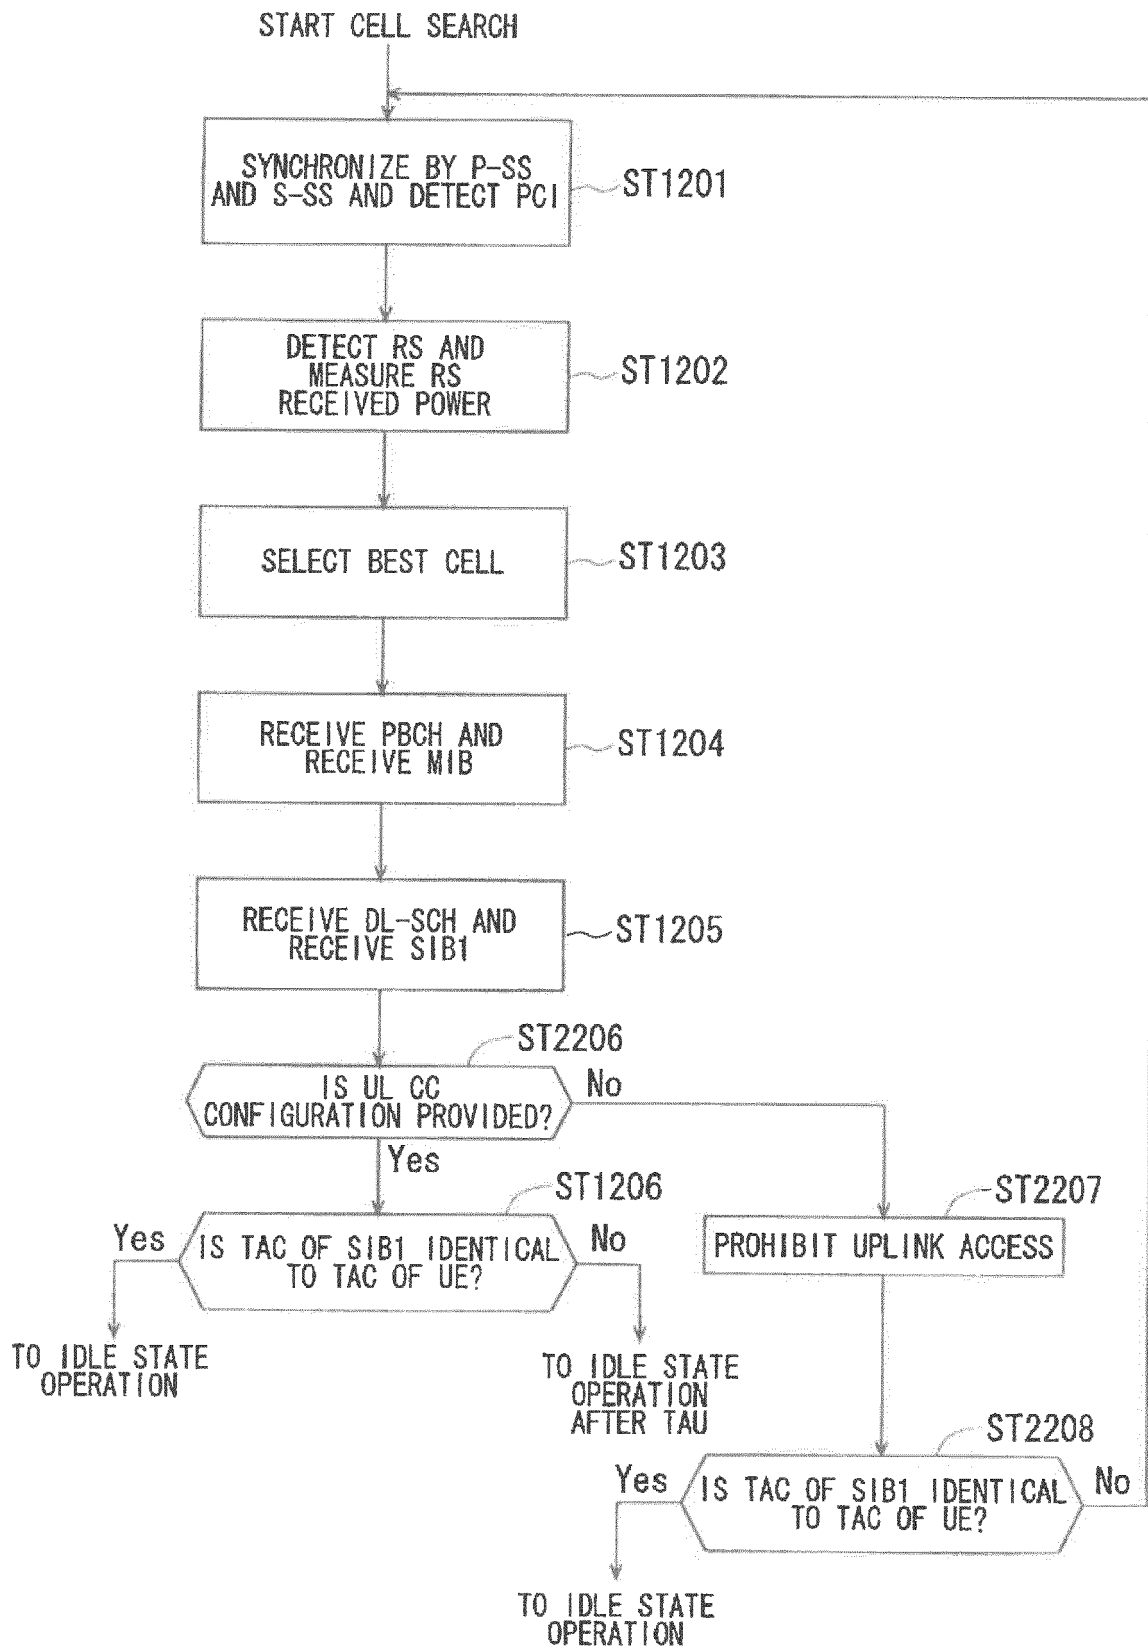 START CELL SEARCH
SYNCHRONIZE BY P-SS
AND S-SS AND DETECT PCI
ST1201
DETECT RS AND
MEASURE RS
RECEIVED POWER
ST1202
SELECT BEST CELL
ST1203
RECEIVE PBCH AND
RECEIVE MIB
ST1204
RECEIVE DL-SCH AND
RECEIVE SIB1
ST1205
ST2206
IS UL CC
CONFIGURATION PROVIDED?
No
Yes
ST1206
IS TAC OF SIB1 IDENTICAL
TO TAC OF UE?
Yes
No
TO IDLE STATE
OPERATION
TO IDLE STATE
OPERATION
AFTER TAU
ST2207
PROHIBIT UPLINK ACCESS
ST2208
IS TAC OF SIB1 IDENTICAL
TO TAC OF UE?
Yes
No
TO IDLE STATE
OPERATION